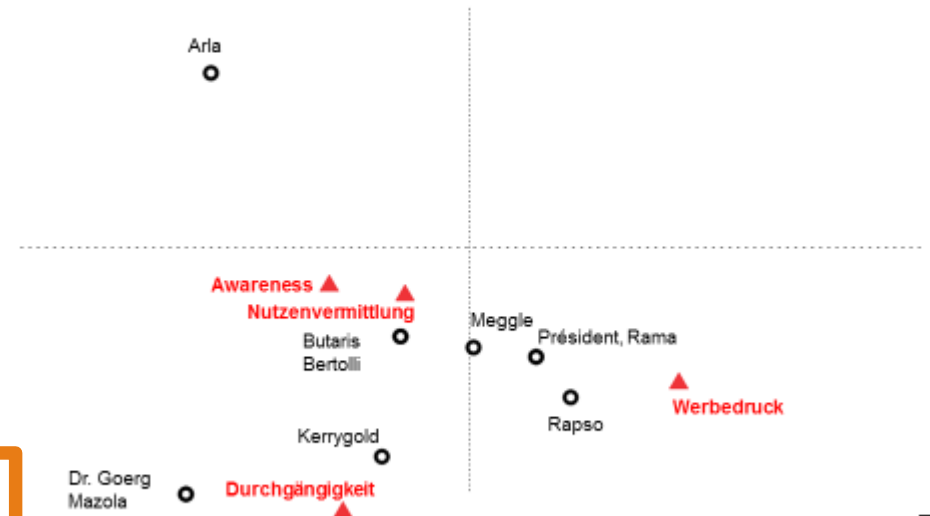 Arla
Awareness
Nutzenvermittlung
Butaris
Bertolli
Meggle
Président, Rama
Werbedruck
Rapso
Kerrygold
Dr. Goerg
Mazola
Durchgängigkeit